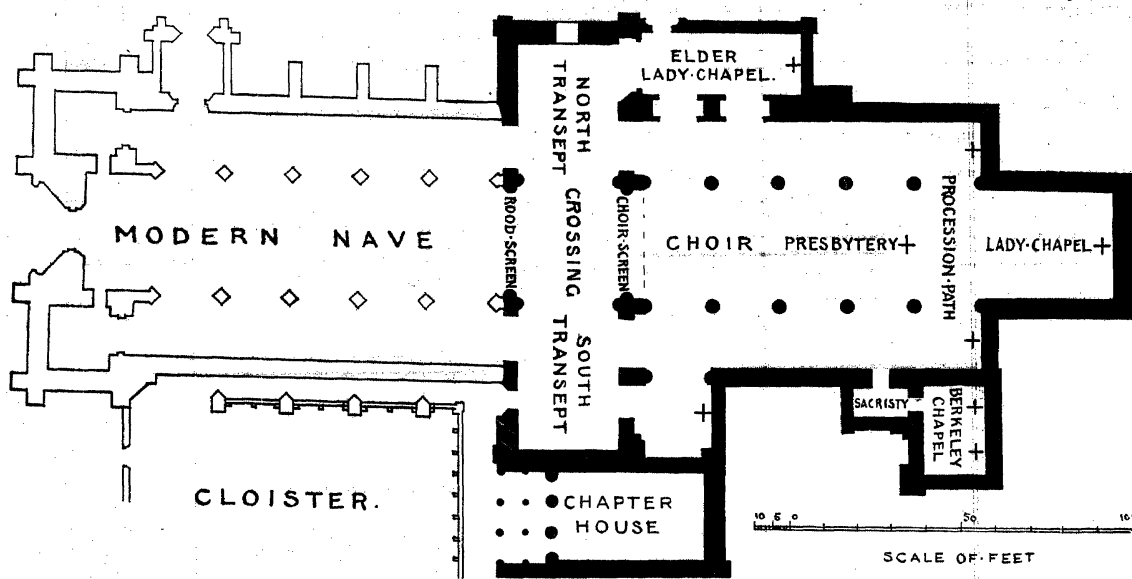 ELDER
LADY·CHAPEL.
NORTH
TRANSEPT
CROSSING
SOUTH
TRANSEPT
ROOD·SCREEN
CHOIR·SCREEN
MODERN NAVE
CHOIR PRESBYTERY
PROCESSION·PATH
LADY·CHAPEL
SACRISTY
BERKELEY
CHAPEL
CLOISTER.
CHAPTER
HOUSE
10 5 0 50 10
SCALE OF·FEET